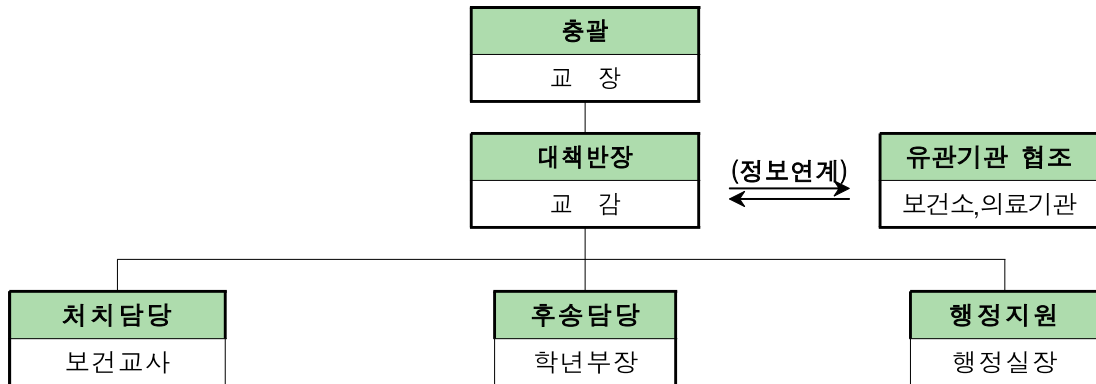 총괄
교 장
대책반장
교 감
(정보연계)
유관기관 협조
보건소,의료기관
처치담당
보건교사
후송담당
학년부장
행정지원
행정실장